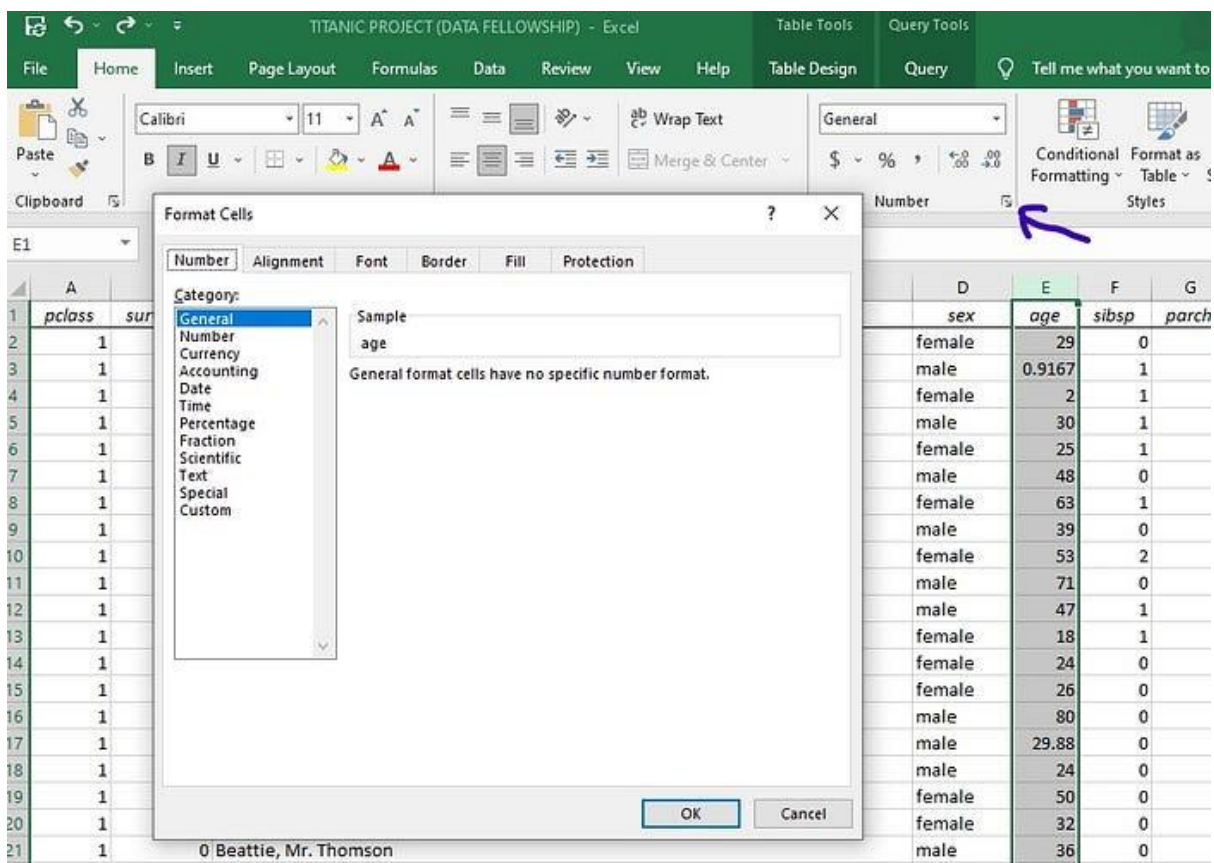 TITANIC PROJECT (DATA FELLOWSHIP) - Excel Table Tools Query Tools
File Home Insert Page Layout Formulas Data Review View Help Table Design Query Tell me what you want to
Calibri 11 A A ab Wrap Text General
Paste B I U A Merge & Center $ % , Conditional Formatting Format as Table
Clipboard Number Styles
E1
Format Cells ? X
Number Alignment Font Border Fill Protection
Category:
General
Number
Currency
Accounting
Date
Time
Percentage
Fraction
Scientific
Text
Special
Custom
Sample
age
General format cells have no specific number format.
OK Cancel
A D E F G
1 pclass sur sex age sibsp parch
2 1 female 29 0
3 1 male 0.9167 1
4 1 female 2 1
5 1 male 30 1
6 1 female 25 1
7 1 male 48 0
8 1 female 63 1
9 1 male 39 0
10 1 female 53 2
11 1 male 71 0
12 1 male 47 1
13 1 female 18 1
14 1 female 24 0
15 1 female 26 0
16 1 male 80 0
17 1 male 29.88 0
18 1 male 24 0
19 1 female 50 0
20 1 female 32 0
21 1 0 Beattie, Mr. Thomson male 36 0